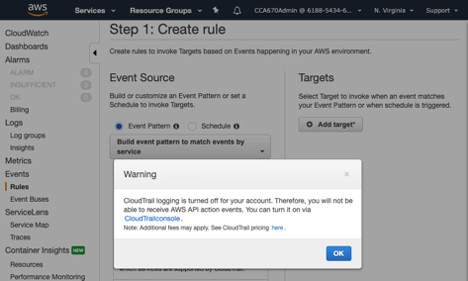 aws
Services
Resource Groups
CCA670Admin @ 6188-5434-6...
N. Virginia
Support
CloudWatch
Dashboards
Alarms
ALARM 0
INSUFFICIENT 0
OK 0
Billing
Logs
Log groups
Insights
Metrics
Events
Rules
Event Buses
ServiceLens
Service Map
Traces
Container Insights NEW
Resources
Performance Monitoring
Step 1: Create rule
Create rules to invoke Targets based on Events happening in your AWS environment.
Event Source
Build or customize an Event Pattern or set a
Schedule to invoke Targets.
Event Pattern
Schedule
Build event pattern to match events by
service
Targets
Select Target to invoke when an event matches
your Event Pattern or when schedule is triggered.
Add target*
Warning
CloudTrail logging is turned off for your account. Therefore, you will not be
able to receive AWS API action events. You can turn it on via
CloudTrailconsole.
Note: Additional fees may apply. See CloudTrail pricing here.
OK
which services are supported by CloudTrail.